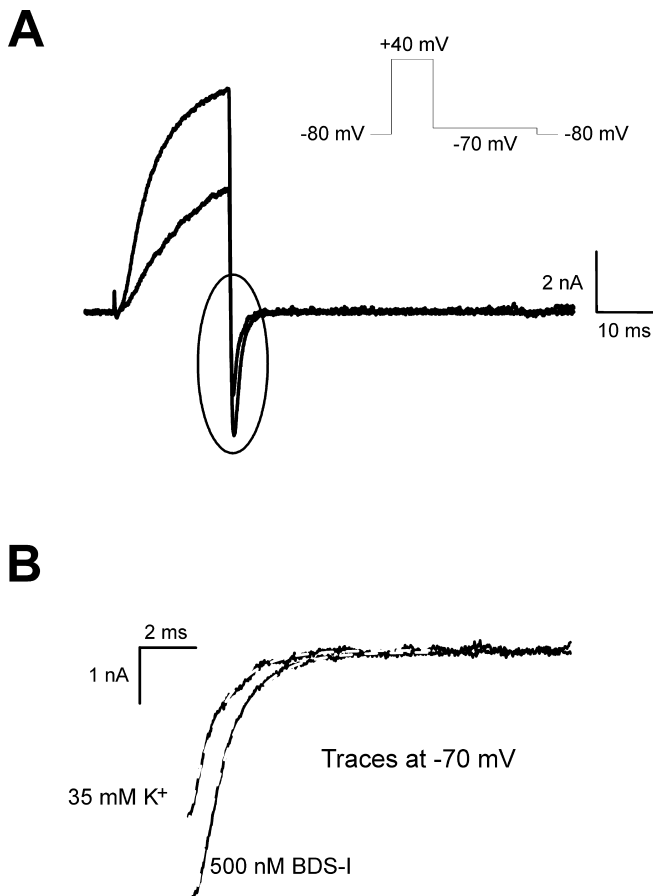 A
+40 mV
-80 mV
-80 mV
-70 mV
2 nA
10 ms
B
2 ms
1 nA
Traces at -70 mV
35 mM K⁺
500 nM BDS-I